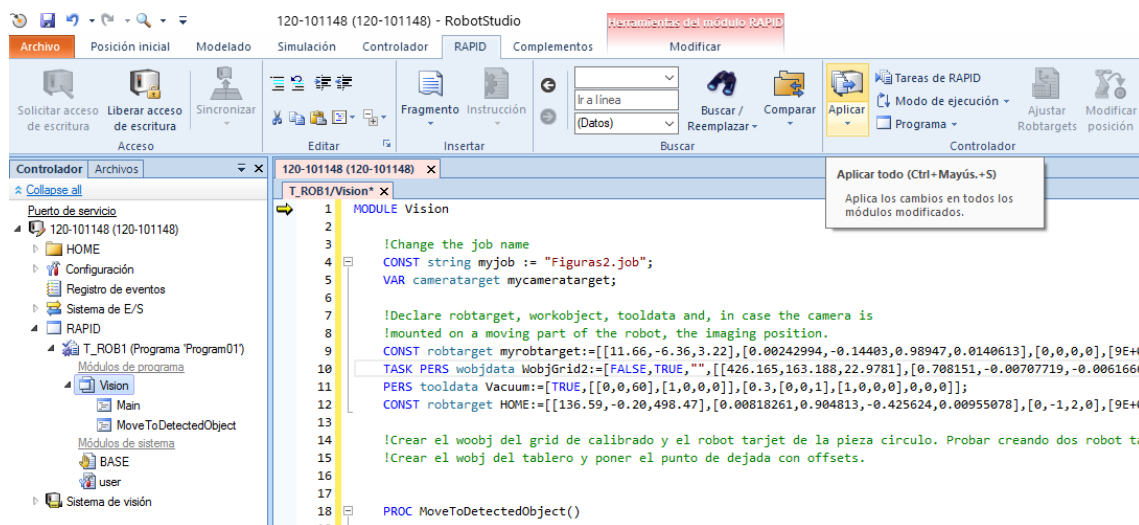 120-101148 (120-101148) - RobotStudio
Herramientas del módulo RAPID
Archivo Posición inicial Modelado Simulación Controlador RAPID Complementos Modificar
Solicitar acceso de escritura
Liberar acceso de escritura
Sincronizar
Acceso
Editar
Fragmento
Instrucción
Insertar
Ir a línea
(Datos)
Buscar / Reemplazar
Comparar
Buscar
Aplicar
Tareas de RAPID
Modo de ejecución
Programa
Ajustar Robtargets
Modificar posición
Controlador
Aplicar todo (Ctrl+Mayús.+S)
Aplica los cambios en todos los
módulos modificados.
Controlador Archivos
Collapse all
Puerto de servicio
120-101148 (120-101148)
HOME
Configuración
Registro de eventos
Sistema de E/S
RAPID
T_ROB1 (Programa 'Program01')
Módulos de programa
Vision
Main
MoveToDetectedObject
Módulos de sistema
BASE
user
Sistema de visión
120-101148 (120-101148)
T_ROB1/Vision*
1 MODULE Vision
2
3 !Change the job name
4 CONST string myjob := "Figuras2.job";
5 VAR cameratarget mycameratarget;
6
7 !Declare robtarget, workobject, tooldata and, in case the camera is
8 !mounted on a moving part of the robot, the imaging position.
9 CONST robtarget myrobtarget:=[[11.66,-6.36,3.22],[0.00242994,-0.14403,0.98947,0.0140613],[0,0,0,0],[9E+
10 TASK PERS wobjdata WobjGrid2:=[FALSE,TRUE,"",[[426.165,163.188,22.9781],[0.708151,-0.00707719,-0.0061666
11 PERS tooldata Vacuum:=[TRUE,[[0,0,60],[1,0,0,0]],[0.3,[0,0,1],[1,0,0,0],0,0,0]];
12 CONST robtarget HOME:=[[136.59,-0.20,498.47],[0.00818261,0.904813,-0.425624,0.00955078],[0,-1,2,0],[9E+
13
14 !Crear el woobj del grid de calibrado y el robot tarjet de la pieza circulo. Probar creando dos robot ta
15 !Crear el wobj del tablero y poner el punto de dejada con offsets.
16
17
18 PROC MoveToDetectedObject()